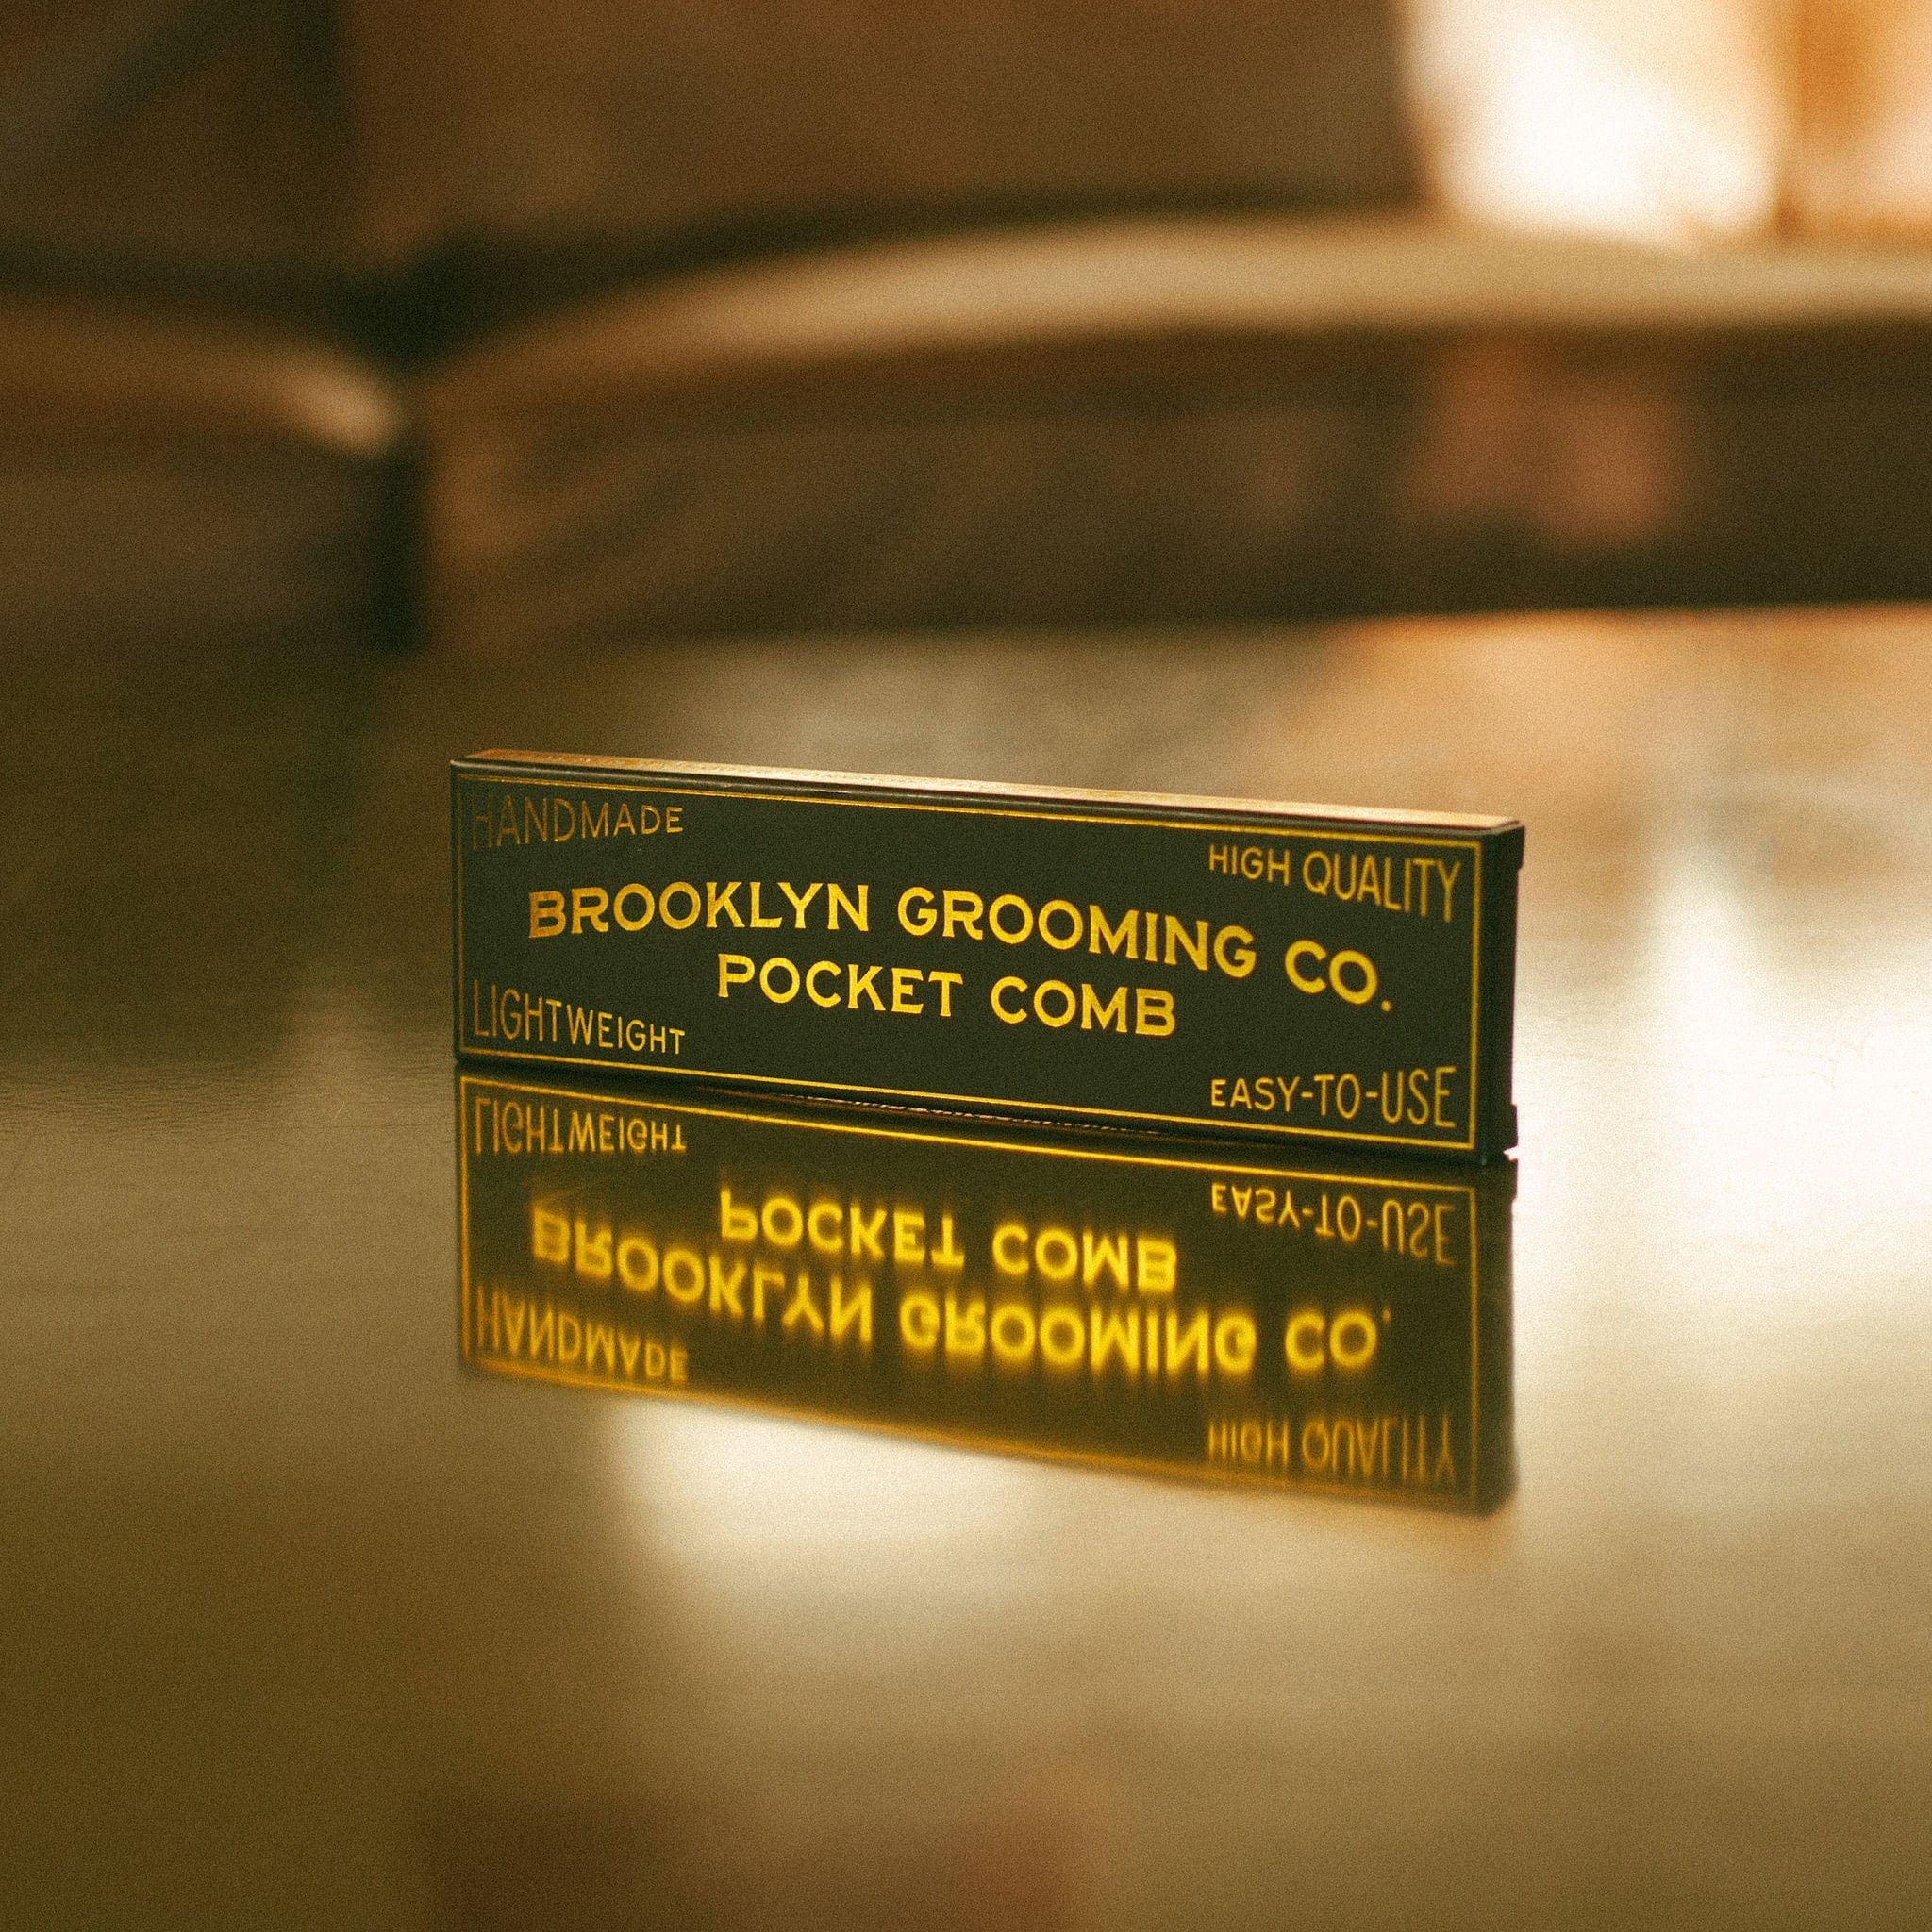 HANDMADE
HIGH QUALITY
BROOKLYN GROOMING CO.
POCKET COMB
LIGHTWEIGHT
EASY-TO-USE